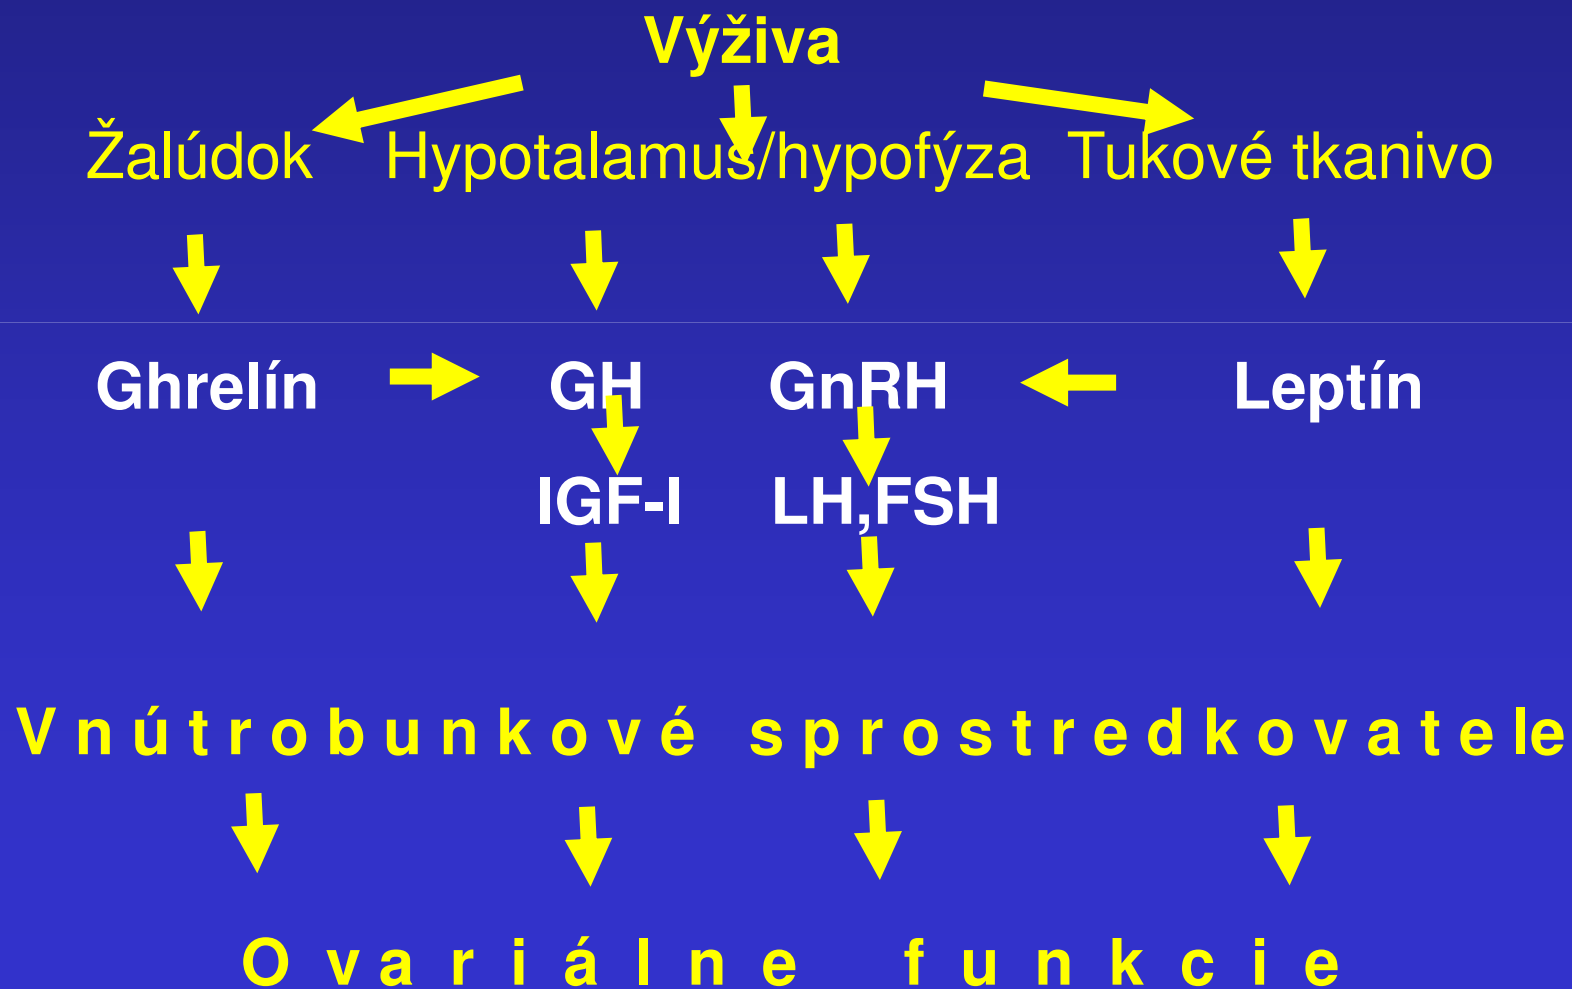 Výživa
Žalúdok Hypotalamus/hypofýza Tukové tkanivo
Ghrelín GH GnRH Leptín
IGF-I LH,FSH
Vnútrobunkové sprostredkovatele
Ovariálne funkcie